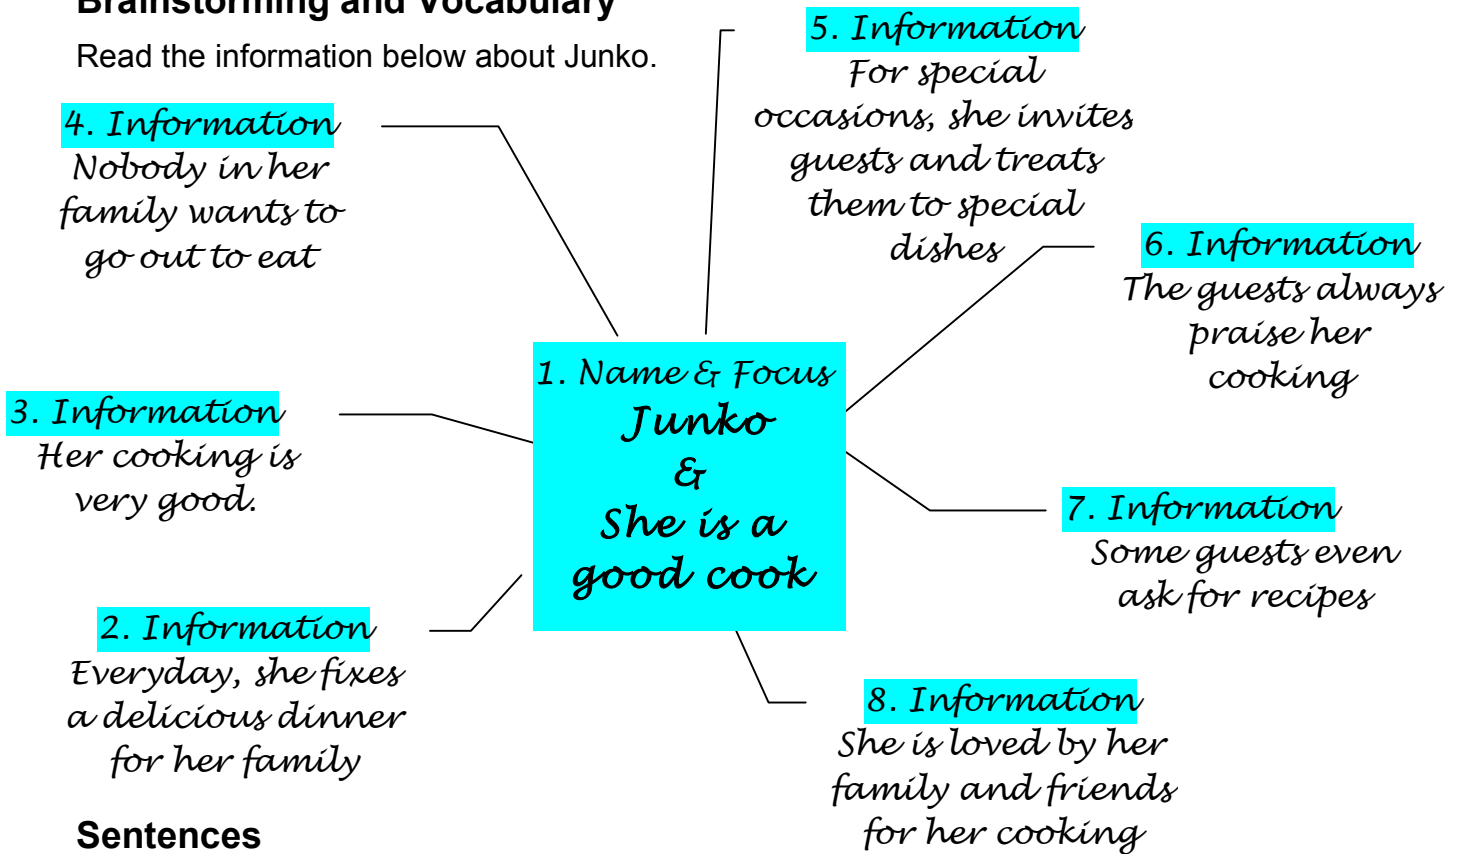 Brainstorming and Vocabulary
Read the information below about Junko.
5. Information
For special
occasions, she invites
guests and treats
them to special
dishes
4. Information
Nobody in her
family wants to
go out to eat
6. Information
The guests always
praise her
cooking
1. Name & Focus
Junko
&
She is a
good cook
3. Information
Her cooking is
very good.
7. Information
Some guests even
ask for recipes
2. Information
Everyday, she fixes
a delicious dinner
for her family
8. Information
She is loved by her
family and friends
for her cooking
Sentences